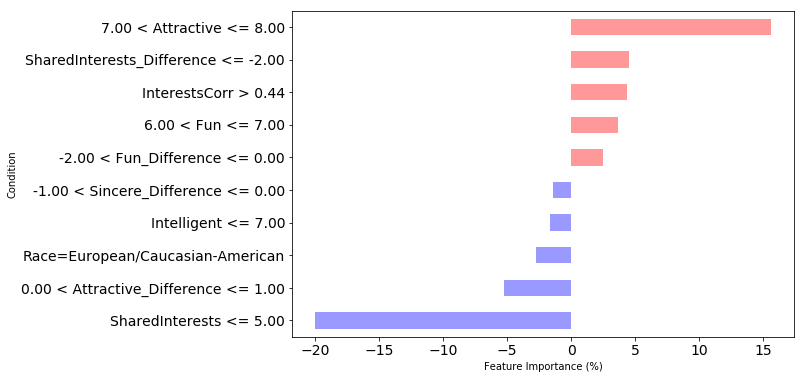 7.00 < Attractive <= 8.00
SharedInterests_Difference <= -2.00
InterestsCorr > 0.44
6.00 < Fun <= 7.00
-2.00 < Fun_Difference <= 0.00
-1.00 < Sincere_Difference <= 0.00
Intelligent <= 7.00
Race=European/Caucasian-American
0.00 < Attractive_Difference <= 1.00
SharedInterests <= 5.00
Condition
−20 −15 −10 −5 0 5 10 15
Feature Importance (%)